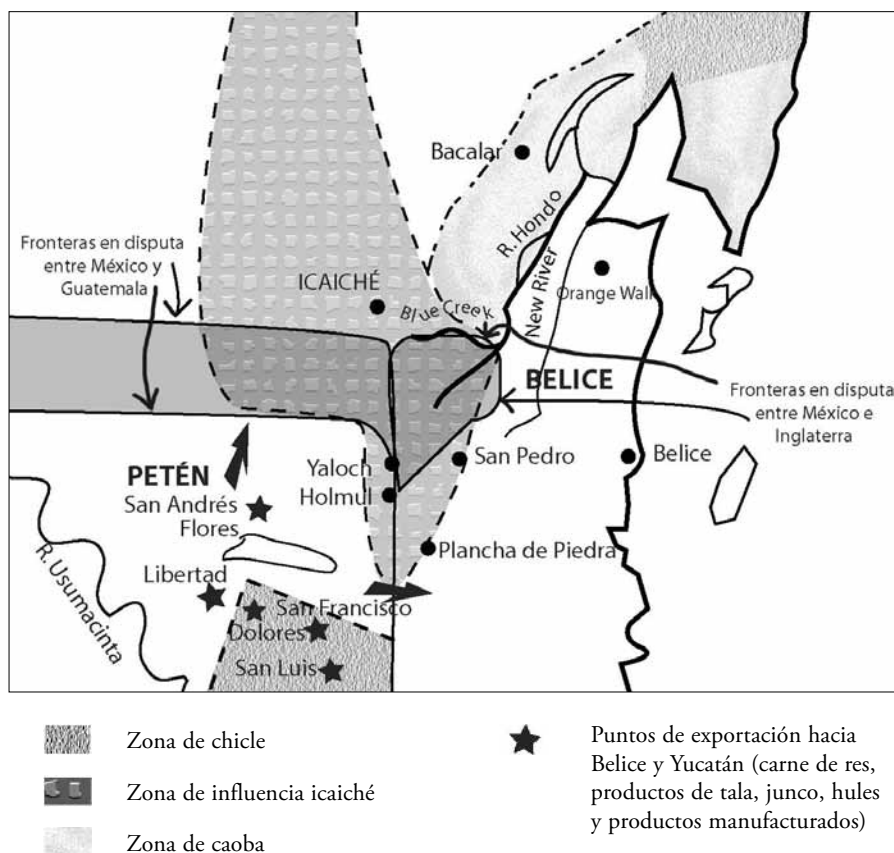 Bacalar
R. Hondo
Fronteras en disputa
entre México y
Guatemala
New River
ICAICHÉ
Blue Creek
Orange Wall
BELICE
Fronteras en disputa
entre México e
Inglaterra
PETÉN
Yaloch
San Pedro
Belice
San Andrés
Holmul
Flores
Plancha de Piedra
R. Usumacinta
Libertad
San Francisco
Dolores
San Luis
Zona de chicle
Zona de influencia icaiché
Zona de caoba
Puntos de exportación hacia
Belice y Yucatán (carne de res,
productos de tala, junco, hules
y productos manufacturados)